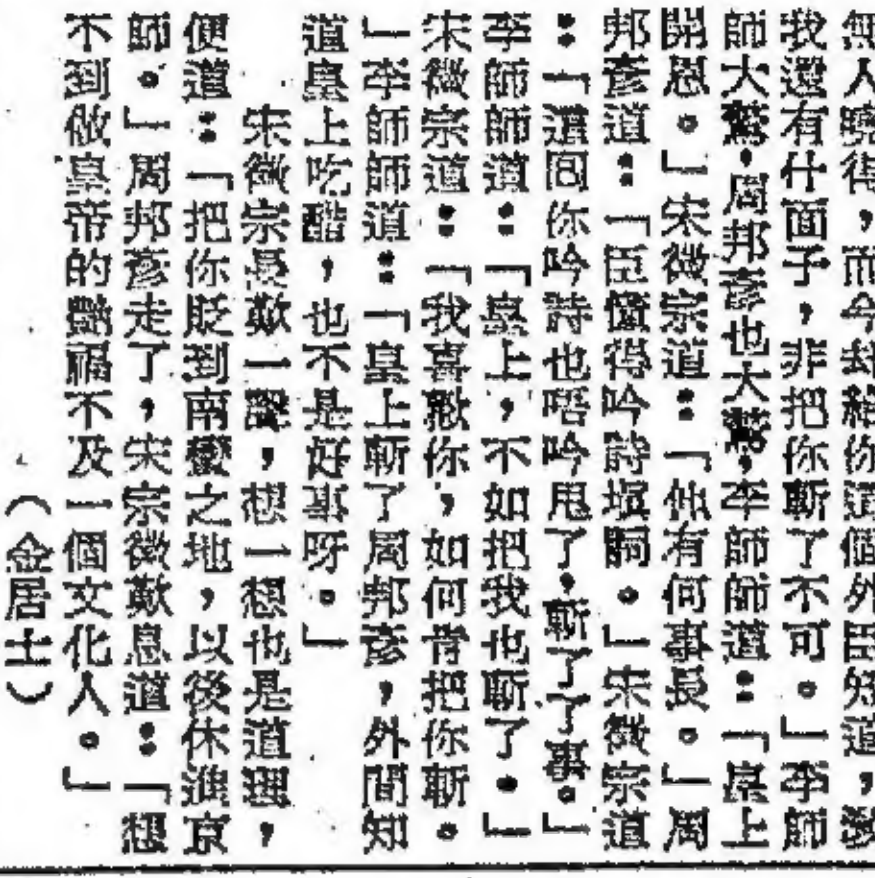 無人曉得，而今却給你這個外臣知道，教
我還有什面子，非把你斬了不可。」李師
師大驚，周邦彥也大驚，李師師道：「皇上
開恩。」宋徽宗道：「他有何事長。」周
邦彥道：「臣懂得吟詩塡詞。」宋徽宗道
：「這囘你吟詩也唔吟甩了，斬了了事。」
李師師道：「皇上，不如把我也斬了。」
宋徽宗道：「我喜歡你，如何肯把你斬。
」李師師道：「皇上斬了周邦彥，外間知
道皇上吃醋，也不是好事呀。」
宋徽宗長歎一聲，想一想也是道理，
便道：「把你貶到南蠻之地，以後休進京
師。」周邦彥走了，宋宗徽歎息道：「想
不到做皇帝的艷福不及一個文化人。」
（金居士）